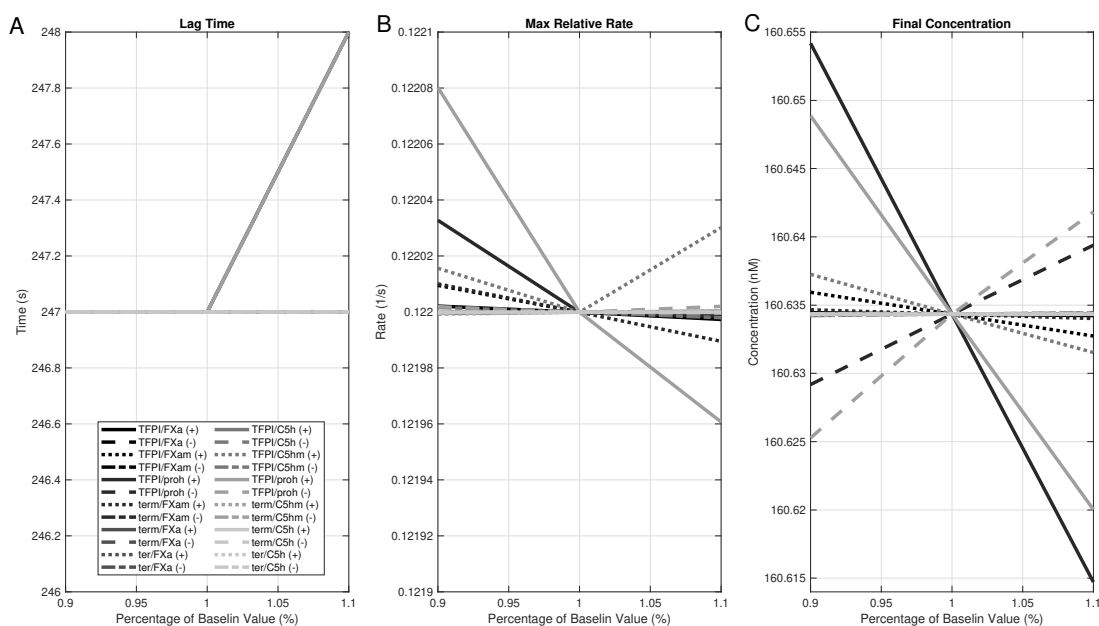 A
Lag Time
248
247.8
247.6
247.4
247.2
247
246.8
246.6
246.4
246.2
246
Time (s)
0.9
0.95
1
1.05
1.1
Percentage of Baselin Value (%)
TFPI/FXa (+)
TFPI/FXa (-)
TFPI/FXam (+)
TFPI/FXam (-)
TFPI/proh (+)
TFPI/proh (-)
term/FXam (+)
term/FXam (-)
term/FXa (+)
term/FXa (-)
ter/FXa (+)
ter/FXa (-)
TFPI/C5h (+)
TFPI/C5h (-)
TFPI/C5hm (+)
TFPI/C5hm (-)
TFPI/proh (+)
TFPI/proh (-)
term/C5hm (+)
term/C5hm (-)
term/C5h (+)
term/C5h (-)
ter/C5h (+)
ter/C5h (-)
B
Max Relative Rate
0.1221
0.12208
0.12206
0.12204
0.12202
0.122
0.12198
0.12196
0.12194
0.12192
0.1219
Rate (1/s)
0.9
0.95
1
1.05
1.1
Percentage of Baselin Value (%)
C
Final Concentration
160.655
160.65
160.645
160.64
160.635
160.63
160.625
160.62
160.615
Concentration (nM)
0.9
0.95
1
1.05
1.1
Percentage of Baselin Value (%)